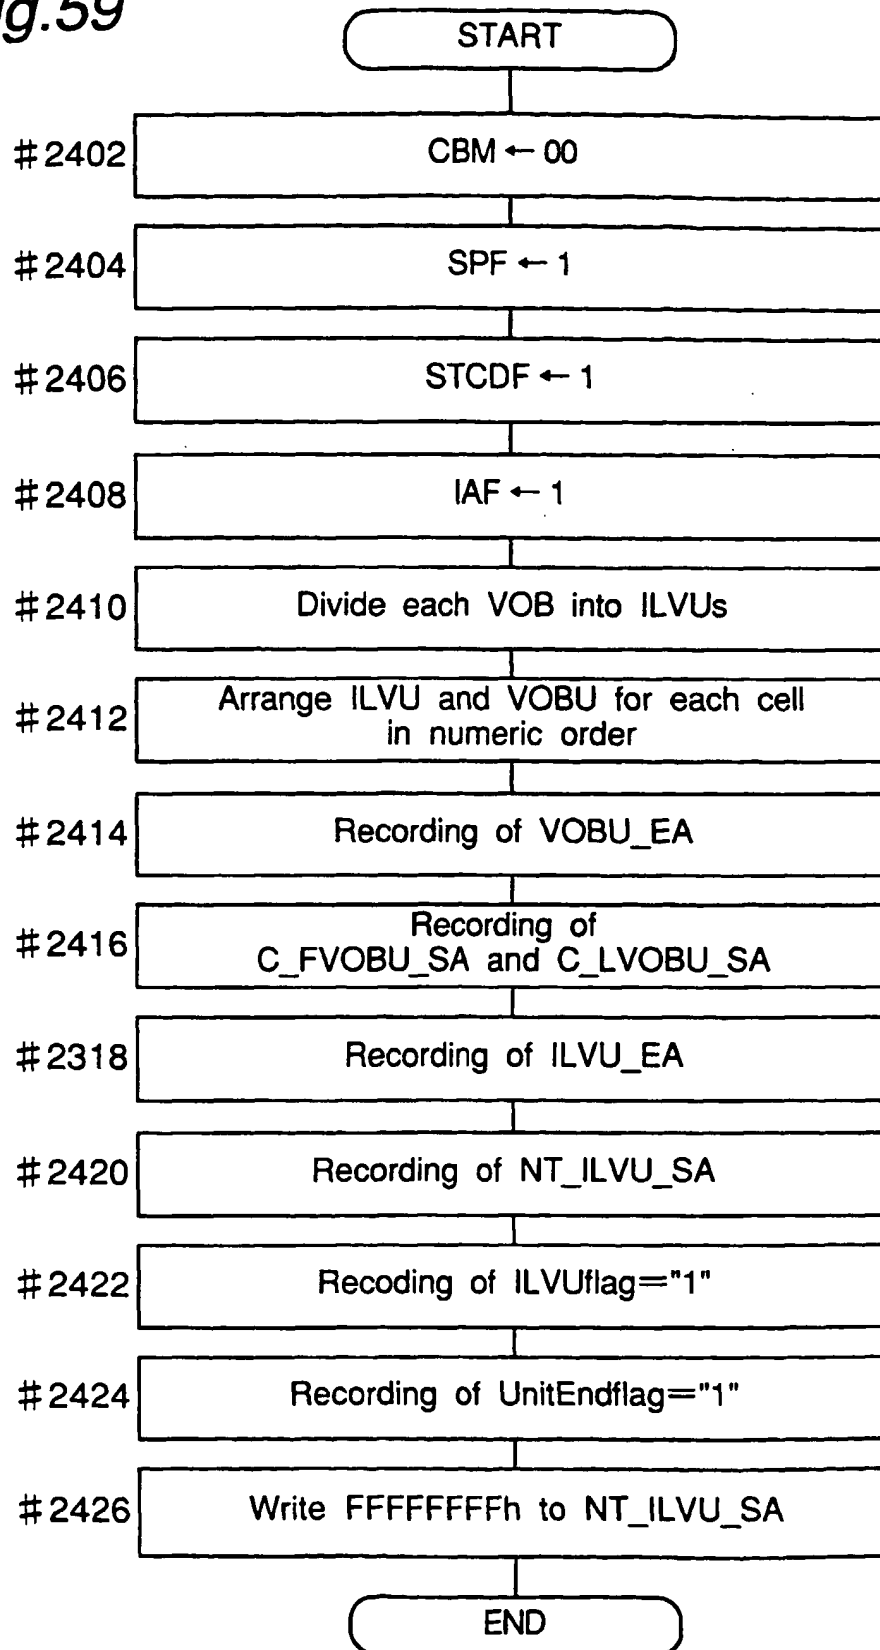 g.59
START
#2402 CBM ← 00
#2404 SPF ← 1
#2406 STCDF ← 1
#2408 IAF ← 1
#2410 Divide each VOB into ILVUs
#2412 Arrange ILVU and VOBU for each cell
in numeric order
#2414 Recording of VOBU_EA
#2416 Recording of
C_FVOBU_SA and C_LVOBU_SA
#2318 Recording of ILVU_EA
#2420 Recording of NT_ILVU_SA
#2422 Recoding of ILVUflag="1"
#2424 Recording of UnitEndflag="1"
#2426 Write FFFFFFFFh to NT_ILVU_SA
END